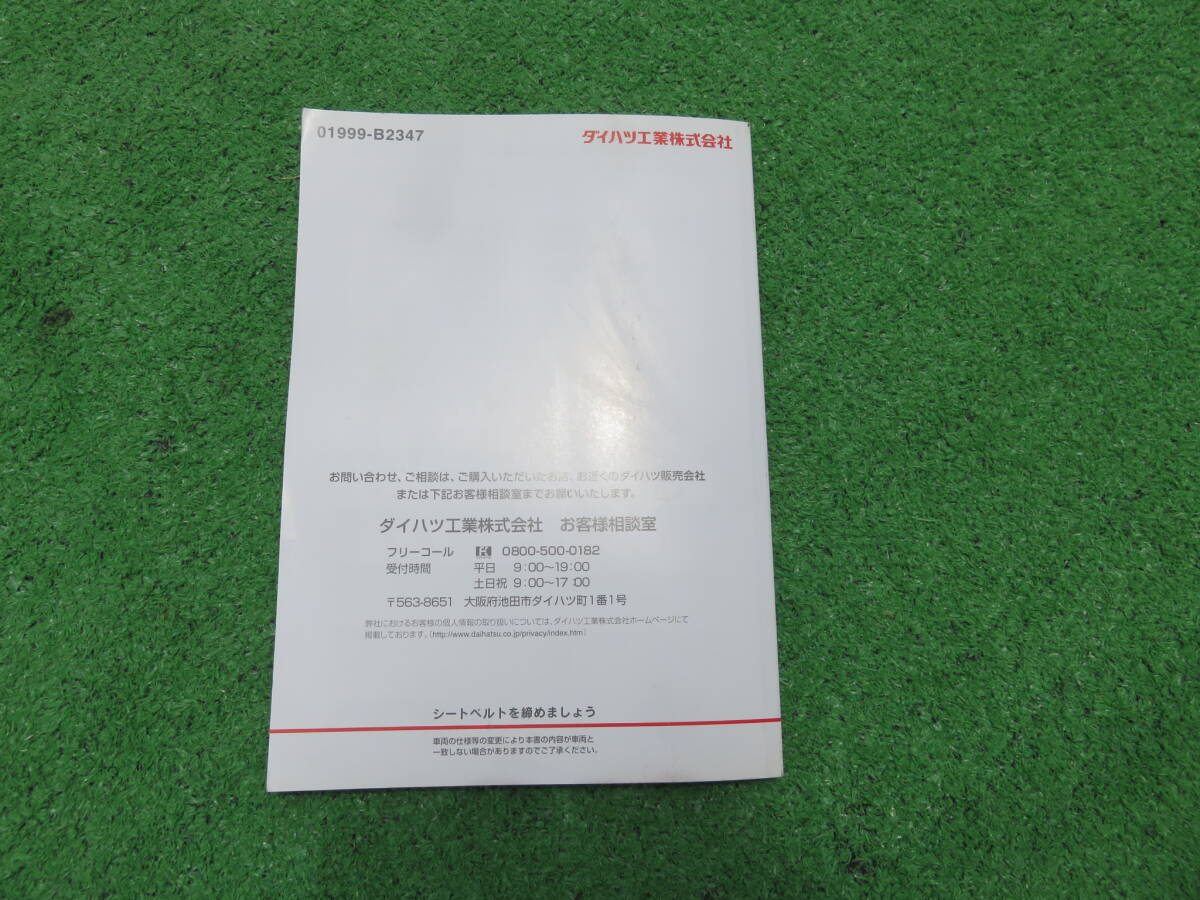 01999-B2347
ダイハツ工業株式会社
お問い合わせ、ご相談は、ご購入いただいたお店、お近くのダイハツ販売会社
または下記お客様相談室までお願いいたします。
ダイハツ工業株式会社 お客様相談室
フリーコール 0800-500-0182
受付時間 平日 9:00〜19:00
土日祝 9:00〜17:00
〒563-8651 大阪府池田市ダイハツ町1番1号
弊社におけるお客様の個人情報の取り扱いについては、ダイハツ工業株式会社ホームページにて
掲載しております。(http://www.daihatsu.co.jp/privacy/index.htm)
シートベルトを締めましょう
車両の仕様等の変更により本書の内容が車両と
一致しない場合がありますのでご了承ください。